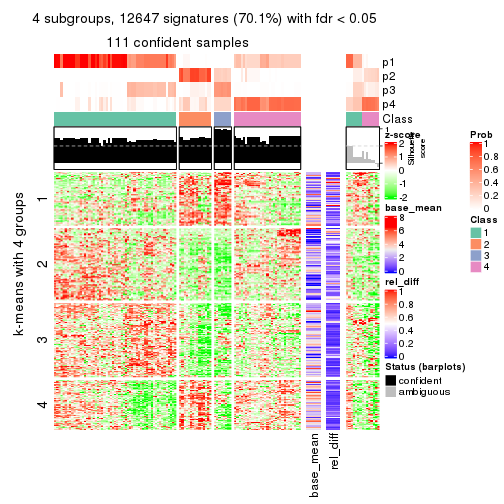 4 subgroups, 12647 signatures (70.1%) with fdr < 0.05
111 confident samples
p1
p2
p3
p4
Class
1
Silhouette score
0
k-means with 4 groups
1
2
3
4
base_mean
rel_diff
z-score
2
1
0
-1
-2
base_mean
8
6
4
2
0
rel_diff
1
0.8
0.6
0.4
0.2
0
Status (barplots)
confident
ambiguous
Prob
1
0.8
0.6
0.4
0.2
0
Class
1
2
3
4